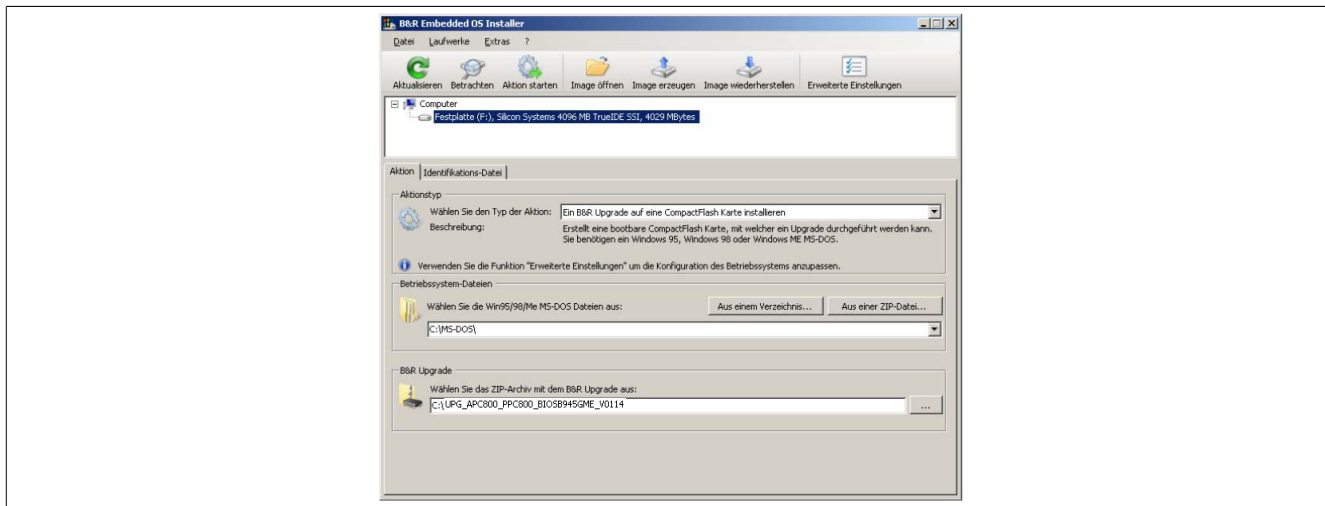 B&R Embedded OS Installer
Datei Laufwerke Extras ?
Aktualisieren Betrachten Aktion starten Image öffnen Image erzeugen Image wiederherstellen Erweiterte Einstellungen
Computer
Festplatte (F:), Silicon Systems 4096 MB TrueIDE SSI, 4029 MBytes
Aktion Identifikations-Datei
Aktionstyp
Wählen Sie den Typ der Aktion: Ein B&R Upgrade auf eine CompactFlash Karte installieren
Beschreibung: Erstellt eine bootbare CompactFlash Karte, mit welcher ein Upgrade durchgeführt werden kann.
Sie benötigen ein Windows 95, Windows 98 oder Windows ME MS-DOS.
Verwenden Sie die Funktion "Erweiterte Einstellungen" um die Konfiguration des Betriebssystems anzupassen.
Betriebssystem-Dateien
Wählen Sie die Win95/98/Me MS-DOS Dateien aus: Aus einem Verzeichnis... Aus einer ZIP-Datei...
C:\MS-DOS\
B&R Upgrade
Wählen Sie das ZIP-Archiv mit dem B&R Upgrade aus:
C:\UPG_APC800_PPC800_BIOSB945GME_V0114 ...